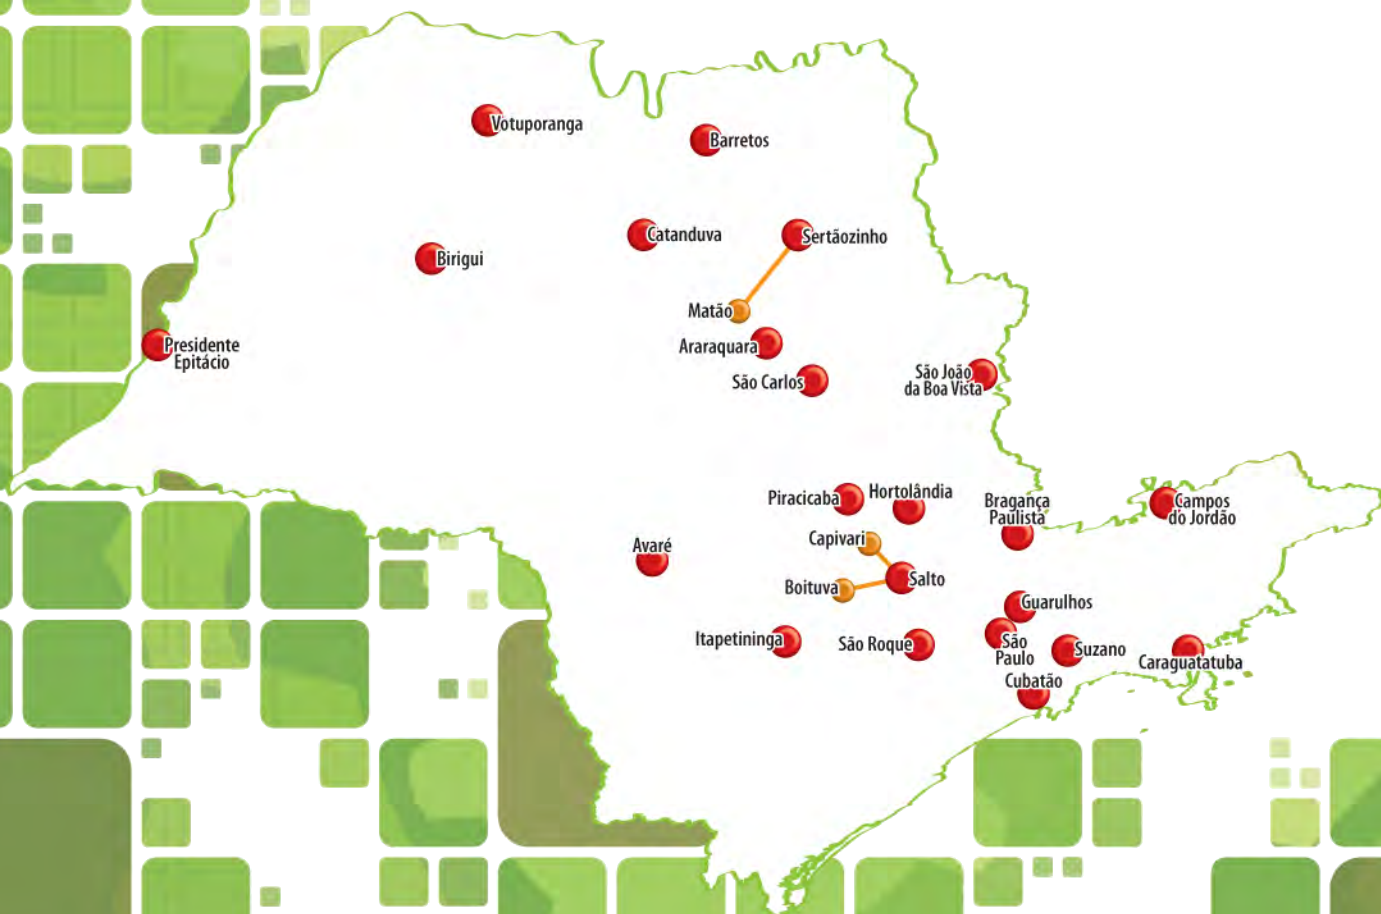 Votuporanga
Barretos
Catanduva
Sertãozinho
Birigui
Matão
Presidente
Epitácio
Araraquara
São Carlos
São João
da Boa Vista
Piracicaba
Hortolândia
Bragança
Paulista
Campos
do Jordão
Capivari
Avaré
Boituva
Salto
Guarulhos
Itapetininga
São Roque
São
Paulo
Suzano
Caraguatatuba
Cubatão